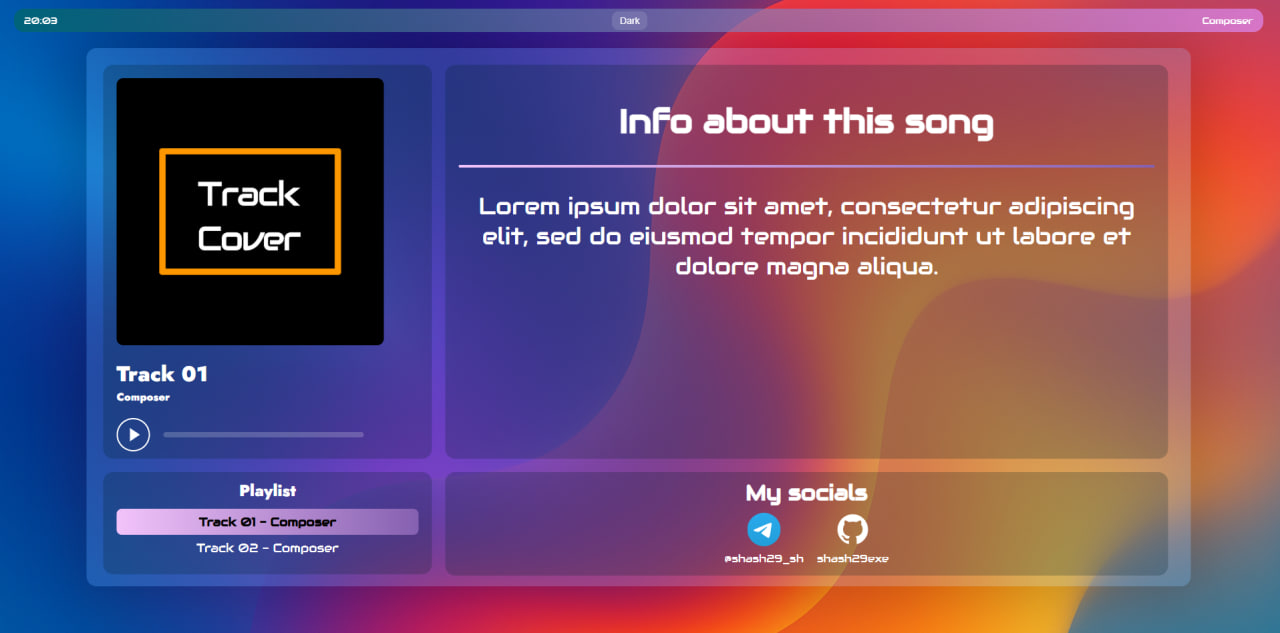 20:03
Dark
Composer
Track
Cover
Track 01
Composer
Info about this song
Lorem ipsum dolor sit amet, consectetur adipiscing
elit, sed do eiusmod tempor incididunt ut labore et
dolore magna aliqua.
Playlist
Track 01 - Composer
Track 02 - Composer
My socials
@shash29_sh
shash29exe